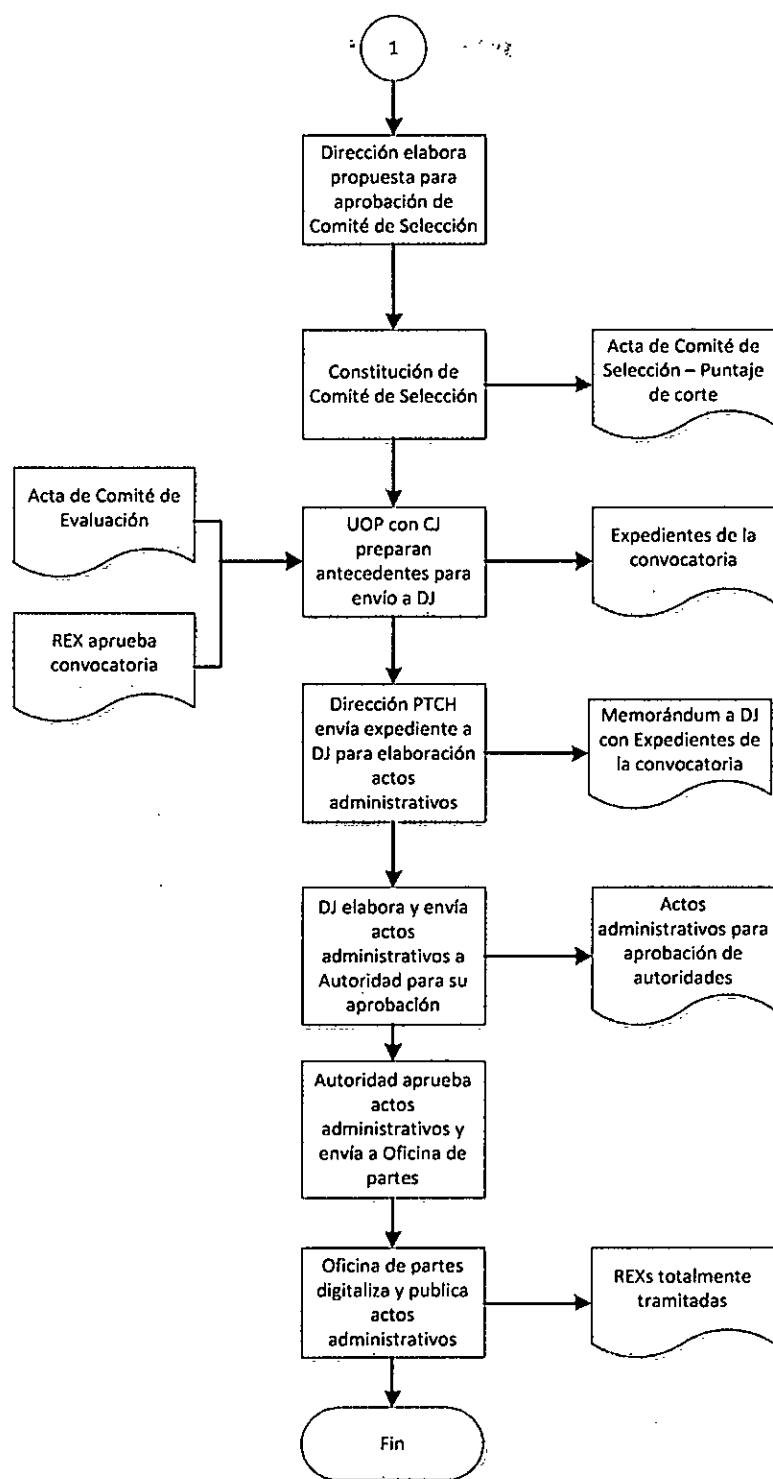 1
Dirección elabora
propuesta para
aprobación de
Comité de Selección
Constitución de
Comité de Selección
Acta de Comité de
Selección – Puntaje
de corte
Acta de Comité de
Evaluación
REX aprueba
convocatoria
UOP con CJ
preparan
antecedentes para
envío a DJ
Expedientes de la
convocatoria
Dirección PTCH
envía expediente a
DJ para elaboración
actos
administrativos
Memorándum a DJ
con Expedientes de
la convocatoria
DJ elabora y envía
actos
administrativos a
Autoridad para su
aprobación
Actos
administrativos para
aprobación de
autoridades
Autoridad aprueba
actos
administrativos y
envía a Oficina de
partes
Oficina de partes
digitaliza y publica
actos
administrativos
REXs totalmente
tramitadas
Fin